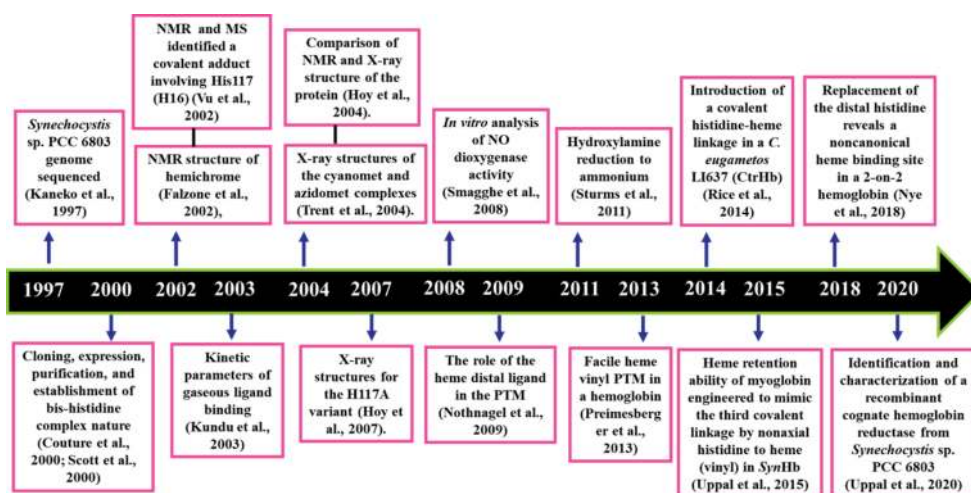 NMR and MS
identified a
covalent adduct
involving His117
(H16) (Vu et al.,
2002)
Comparison of
NMR and X-ray
structure of the
protein (Hoy et al.,
2004).
Synechocystis
sp. PCC 6803
genome
sequenced
(Kaneko et al.,
1997)
NMR structure of
hemichrome
(Falzone et al.,
2002),
X-ray structures of
the cyanomet and
azidomet complexes
(Trent et al., 2004).
In vitro analysis
of NO
dioxygenase
activity
(Smagghe et al.,
2008)
Hydroxylamine
reduction to
ammonium
(Sturms et al.,
2011)
Introduction of
a covalent
histidine-heme
linkage in a C.
eugametos
LI637 (CtrHb)
(Rice et al.,
2014)
Replacement of
the distal histidine
reveals a
noncanonical
heme binding site
in a 2-on-2
hemoglobin (Nye
et al., 2018)
1997 2000 2002 2003 2004 2007 2008 2009 2011 2013 2014 2015 2018 2020
Cloning, expression,
purification, and
establishment of
bis-histidine
complex nature
(Couture et al.,
2000; Scott et al.,
2000)
Kinetic
parameters of
gaseous ligand
binding
(Kundu et al.,
2003)
X-ray
structures for
the H117A
variant (Hoy et
al., 2007).
The role of the
heme distal ligand
in the PTM
(Nothnagel et al.,
2009)
Facile heme
vinyl PTM in
a hemoglobin
(Preimesberg
er et al.,
2013)
Heme retention
ability of myoglobin
engineered to mimic
the third covalent
linkage by nonaxial
histidine to heme
(vinyl) in SynHb
(Uppal et al., 2015)
Identification and
characterization of a
recombinant
cognate hemoglobin
reductase from
Synechocystis sp.
PCC 6803
(Uppal et al., 2020)